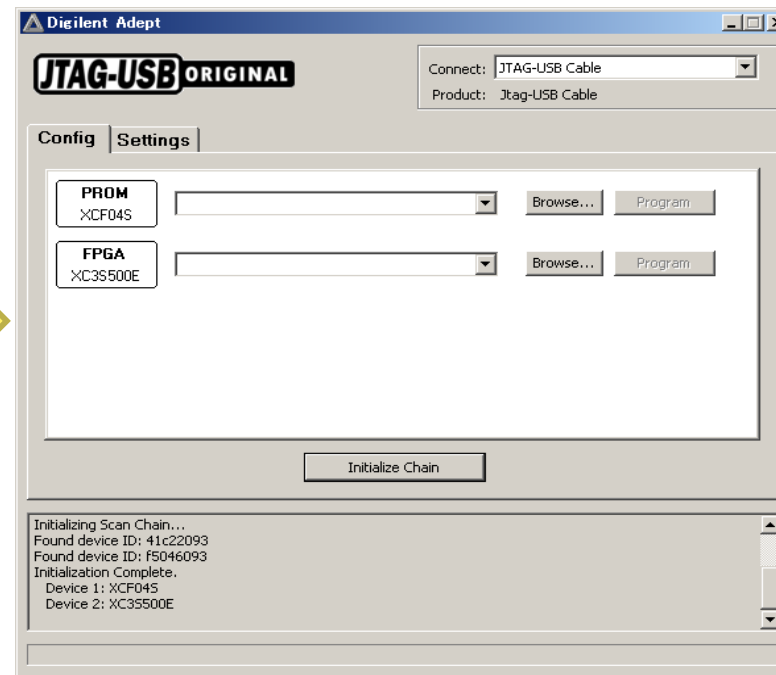 Digilent Adept
JTAG-USB ORIGINAL
Connect: JTAG-USB Cable
Product: Jtag-USB Cable
Config Settings
PROM
XCF04S
Browse... Program
FPGA
XC3S500E
Browse... Program
Initialize Chain
Initializing Scan Chain...
Found device ID: 41c22093
Found device ID: f5046093
Initialization Complete.
Device 1: XCF04S
Device 2: XC3S500E